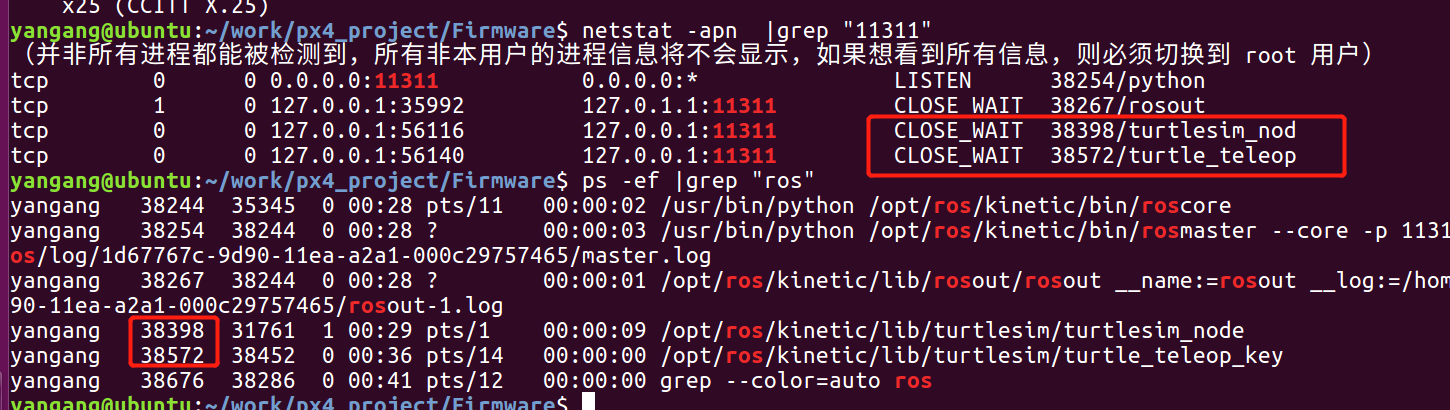 x25 (CCITT X.25)
yangang@ubuntu:~/work/px4_project/Firmware$ netstat -apn  |grep "11311"
（并非所有进程都能被检测到，所有非本用户的进程信息将不会显示，如果想看到所有信息，则必须切换到 root 用户）
tcp        0      0 0.0.0.0:11311           0.0.0.0:*               LISTEN      38254/python
tcp        1      0 127.0.0.1:35992         127.0.1.1:11311         CLOSE_WAIT  38267/rosout
tcp        0      0 127.0.0.1:56116         127.0.1.1:11311         CLOSE_WAIT  38398/turtlesim_nod
tcp        0      0 127.0.0.1:56140         127.0.0.1:11311         CLOSE_WAIT  38572/turtle_teleop
yangang@ubuntu:~/work/px4_project/Firmware$ ps -ef |grep "ros"
yangang   38244  35345  0 00:28 pts/11   00:00:02 /usr/bin/python /opt/ros/kinetic/bin/roscore
yangang   38254  38244  0 00:28 ?        00:00:03 /usr/bin/python /opt/ros/kinetic/bin/rosmaster --core -p 1131
os/log/1d67767c-9d90-11ea-a2a1-000c29757465/master.log
yangang   38267  38244  0 00:28 ?        00:00:01 /opt/ros/kinetic/lib/rosout/rosout __name:=rosout __log:=/hom
90-11ea-a2a1-000c29757465/rosout-1.log
yangang   38398  31761  1 00:29 pts/1    00:00:09 /opt/ros/kinetic/lib/turtlesim/turtlesim_node
yangang   38572  38452  0 00:36 pts/14   00:00:00 /opt/ros/kinetic/lib/turtlesim/turtle_teleop_key
yangang   38676  38286  0 00:41 pts/12   00:00:00 grep --color=auto ros
yangang@ubuntu:~/work/px4_project/Firmware$